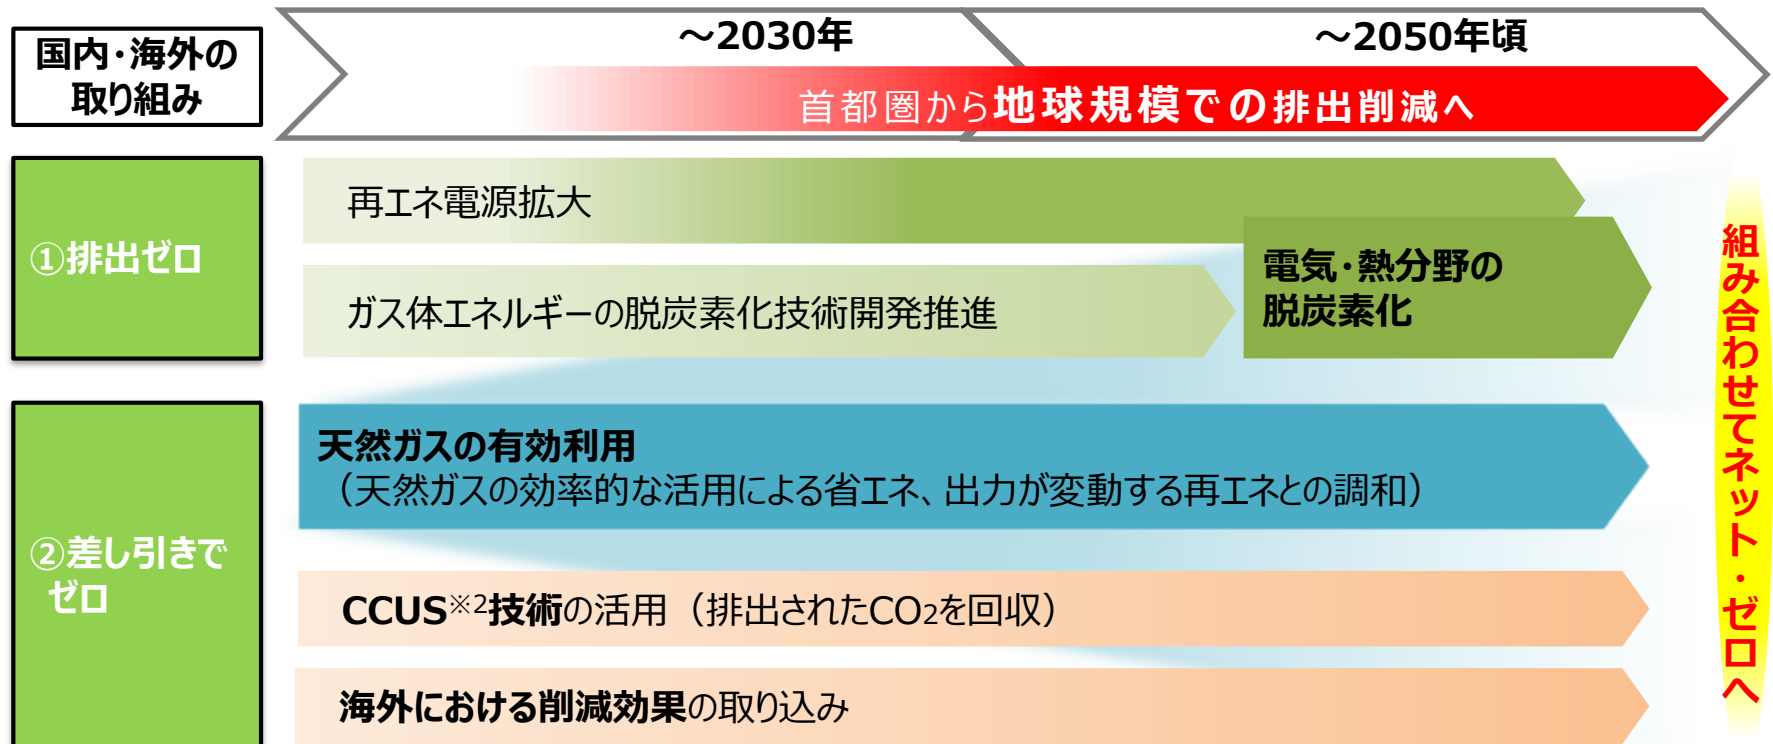 国内・海外の
取り組み
～2030年
～2050年頃
首都圏から地球規模での排出削減へ
①排出ゼロ
再エネ電源拡大
ガス体エネルギーの脱炭素化技術開発推進
電気・熱分野の
脱炭素化
②差し引きで
ゼロ
天然ガスの有効利用
（天然ガスの効率的な活用による省エネ、出力が変動する再エネとの調和）
CCUS※2技術の活用（排出されたCO2を回収）
海外における削減効果の取り込み
組み合わせてネット・ゼロへ